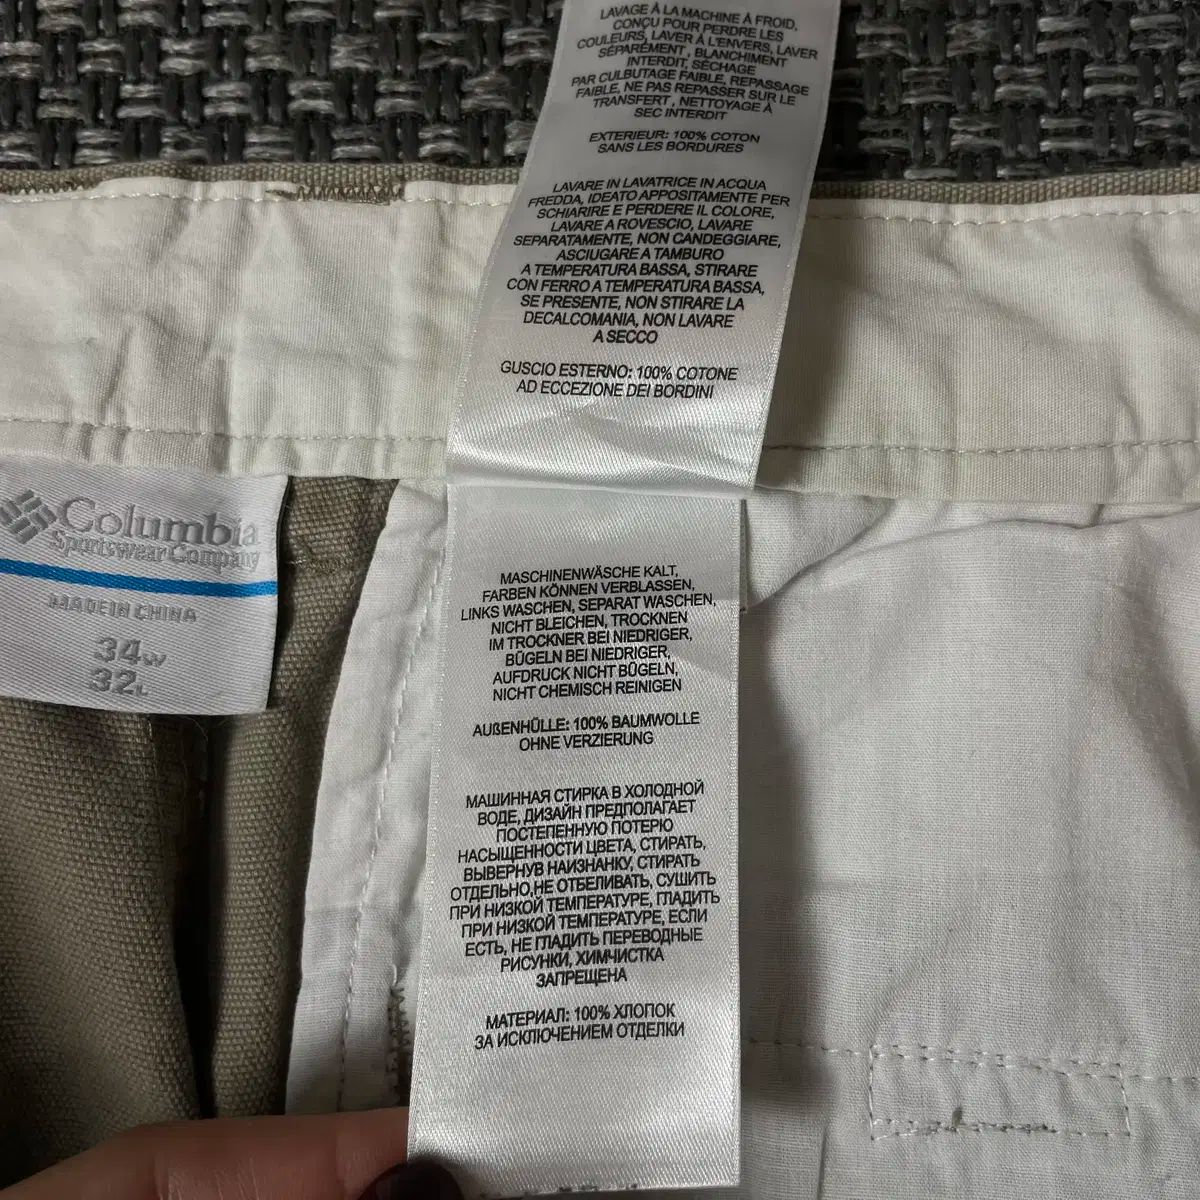 LAVAGE À LA MACHINE À FROID,
CONÇU POUR PERDRE LES
COULEURS, LAVER À L'ENVERS, LAVER
SÉPARÉMENT, BLANCHIMENT
INTERDIT, SÉCHAGE
PAR CULBUTAGE FAIBLE, REPASSAGE
FAIBLE, NE PAS REPASSER SUR LE
TRANSFERT, NETTOYAGE À
SEC INTERDIT
EXTERIEUR: 100% COTON
SANS LES BORDURES
LAVARE IN LAVATRICE IN ACQUA
FREDDA, IDEATO APPOSITAMENTE PER
SCHIARIRE E PERDERE IL COLORE,
LAVARE A ROVESCIO, LAVARE
SEPARATAMENTE, NON CANDEGGIARE,
ASCIUGARE A TAMBURO
A TEMPERATURA BASSA, STIRARE
CON FERRO A TEMPERATURA BASSA,
SE PRESENTE, NON STIRARE LA
DECALCOMANIA, NON LAVARE
A SECCO
GUSCIO ESTERNO: 100% COTONE
AD ECCEZIONE DEI BORDINI
Columbia
Sportswear Company
MADE IN CHINA
34W
32L
MASCHINENWÄSCHE KALT,
FARBEN KÖNNEN VERBLASSEN,
LINKS WASCHEN, SEPARAT WASCHEN,
NICHT BLEICHEN, TROCKNEN
IM TROCKNER BEI NIEDRIGER,
BÜGELN BEI NIEDRIGER,
AUFDRUCK NICHT BÜGELN,
NICHT CHEMISCH REINIGEN
AUßENHÜLLE: 100% BAUMWOLLE
OHNE VERZIERUNG
МАШИННАЯ СТИРКА В ХОЛОДНОЙ
ВОДЕ, ДИЗАЙН ПРЕДПОЛАГАЕТ
ПОСТЕПЕННУЮ ПОТЕРЮ
НАСЫЩЕННОСТИ ЦВЕТА, СТИРАТЬ,
ВЫВЕРНУВ НАИЗНАНКУ, СТИРАТЬ
ОТДЕЛЬНО,НЕ ОТБЕЛИВАТЬ, СУШИТЬ
ПРИ НИЗКОЙ ТЕМПЕРАТУРЕ, ГЛАДИТЬ
ПРИ НИЗКОЙ ТЕМПЕРАТУРЕ, ЕСЛИ
ЕСТЬ, НЕ ГЛАДИТЬ ПЕРЕВОДНЫЕ
РИСУНКИ, ХИМЧИСТКА
ЗАПРЕЩЕНА
МАТЕРИАЛ: 100% ХЛОПОК
ЗА ИСКЛЮЧЕНИЕМ ОТДЕЛКИ